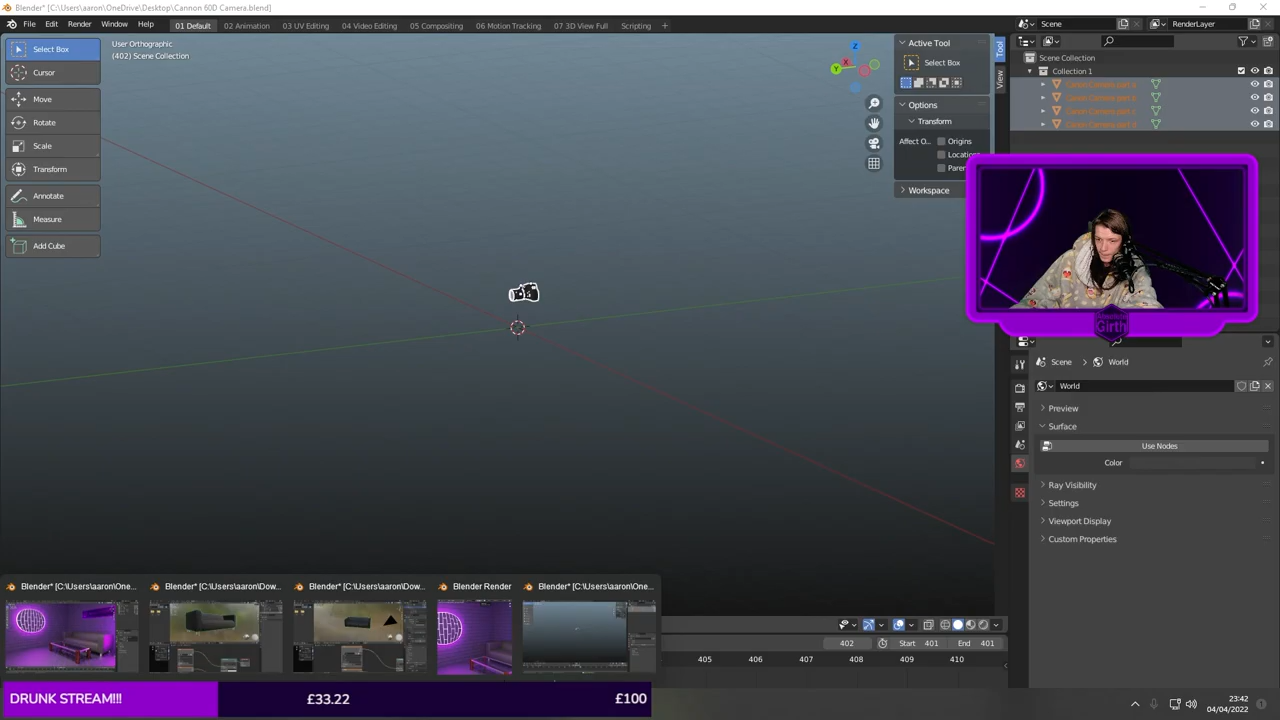 Blender* [C:\Users\aaron\OneDrive\Desktop\Cannon 60D Camera.blend]
File Edit Render Window Help
01 Default 02 Animation 03 UV Editing 04 Video Editing 05 Compositing 06 Motion Tracking 07 3D View Full Scripting +
Scene
RenderLayer
Select Box
Cursor
Move
Rotate
Scale
Transform
Annotate
Measure
Add Cube
User Orthographic
(402) Scene Collection
Z
Y
X
Active Tool
Select Box
Options
Transform
Affect O...
Origins
Locations
Paren
Workspace
Tool
View
Scene Collection
Collection 1
Girth
Scene > World
World
Preview
Surface
Use Nodes
Color
Ray Visibility
Settings
Viewport Display
Custom Properties
402
Start 401
End 401
405 406 407 408 409 410
Blender* [C:\Users\aaron\One...
Blender* [C:\Users\aaron\Dow...
Blender* [C:\Users\aaron\Dow...
Blender Render
Blender* [C:\Users\aaron\One...
DRUNK STREAM!!!
£33.22
£100
23:42
04/04/2022